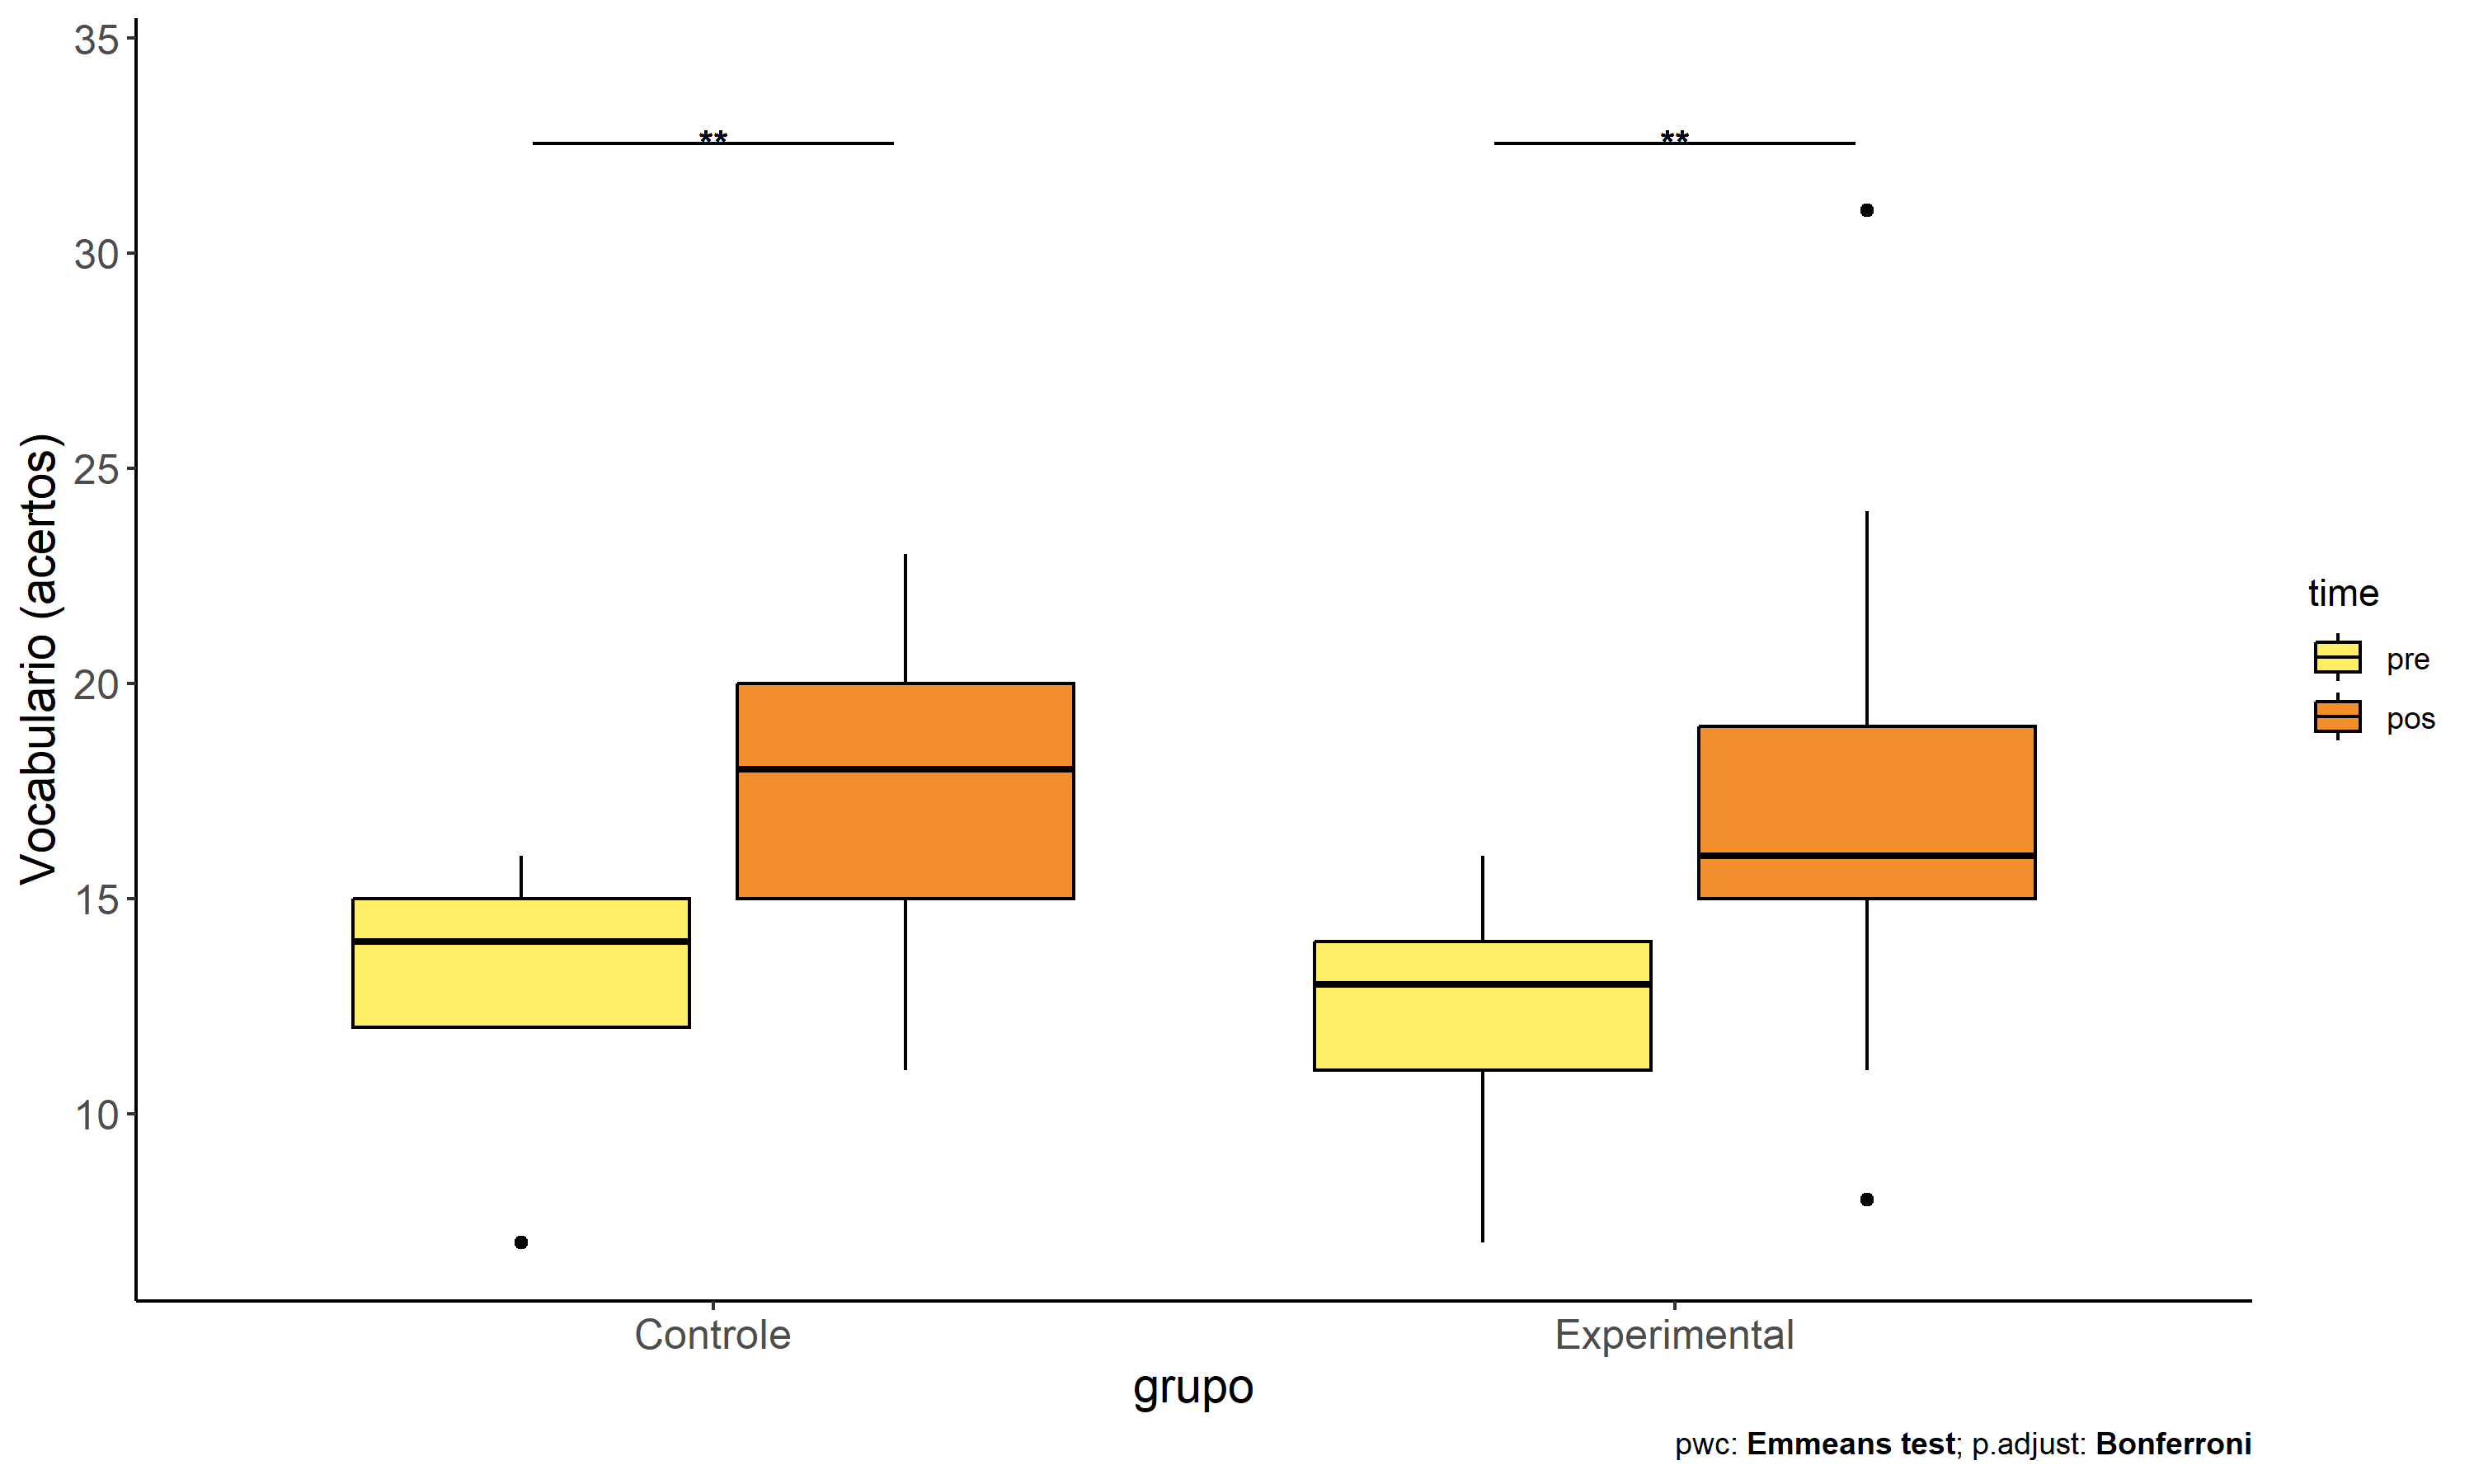 Vocabulario (acertos)
35
30
25
20
15
10
**
**
Controle
Experimental
grupo
time
pre
pos
pwc: Emmeans test; p.adjust: Bonferroni